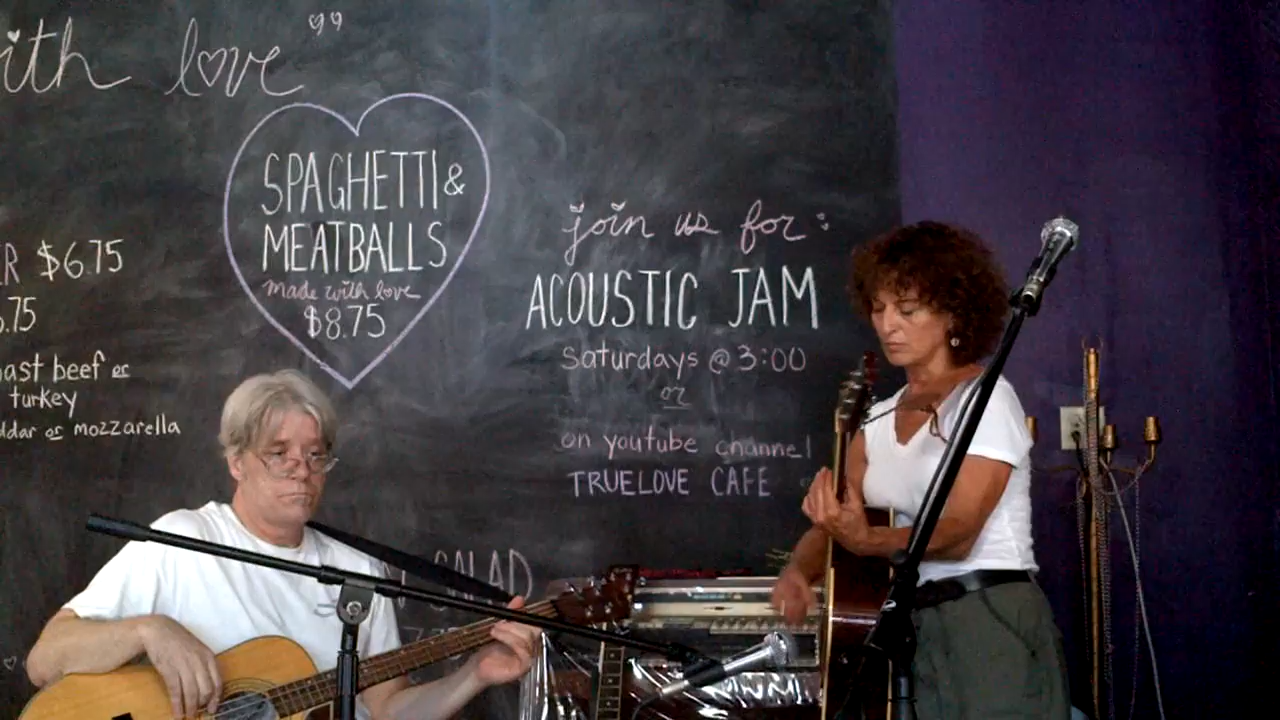 ith love"
SPAGHETTI &
MEATBALLS
made with love
$8.75
R $6.75
.75
ast beef or
turkey
ddar or mozzarella
join us for:
ACOUSTIC JAM
Saturdays @ 3:00
or
on youtube channel
TRUELOVE CAFE
SALAD